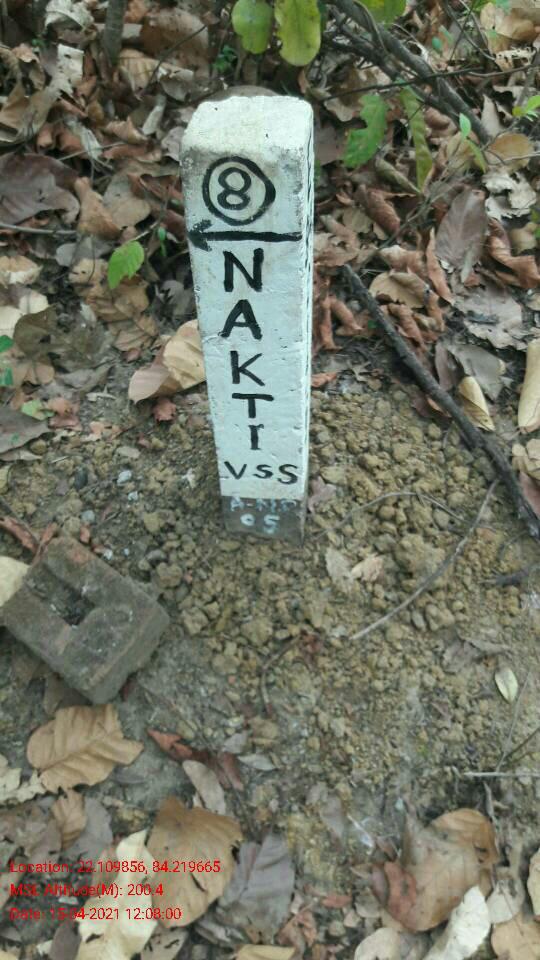 8
NAKTI
VSS
05
Location: 22.109856, 84.219665
MSL Altitude(M): 200.4
Date: 15-04-2021 12:08:00